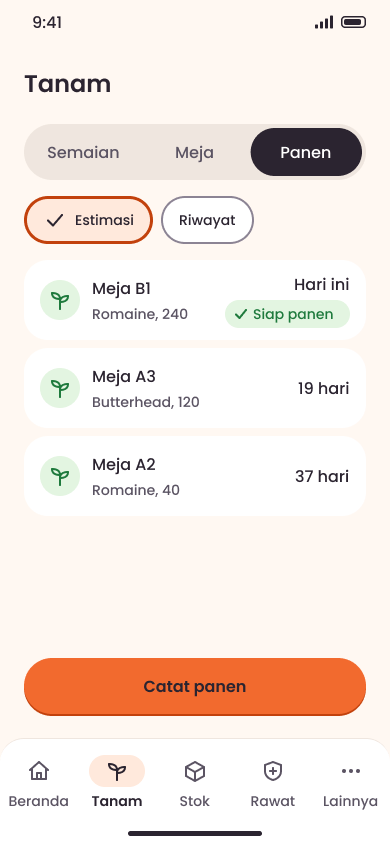 9:41
Tanam
Semaian Meja Panen
Estimasi Riwayat
Meja B1
Romaine, 240
Hari ini
Siap panen
Meja A3
Butterhead, 120
19 hari
Meja A2
Romaine, 40
37 hari
Catat panen
Beranda Tanam Stok Rawat Lainnya